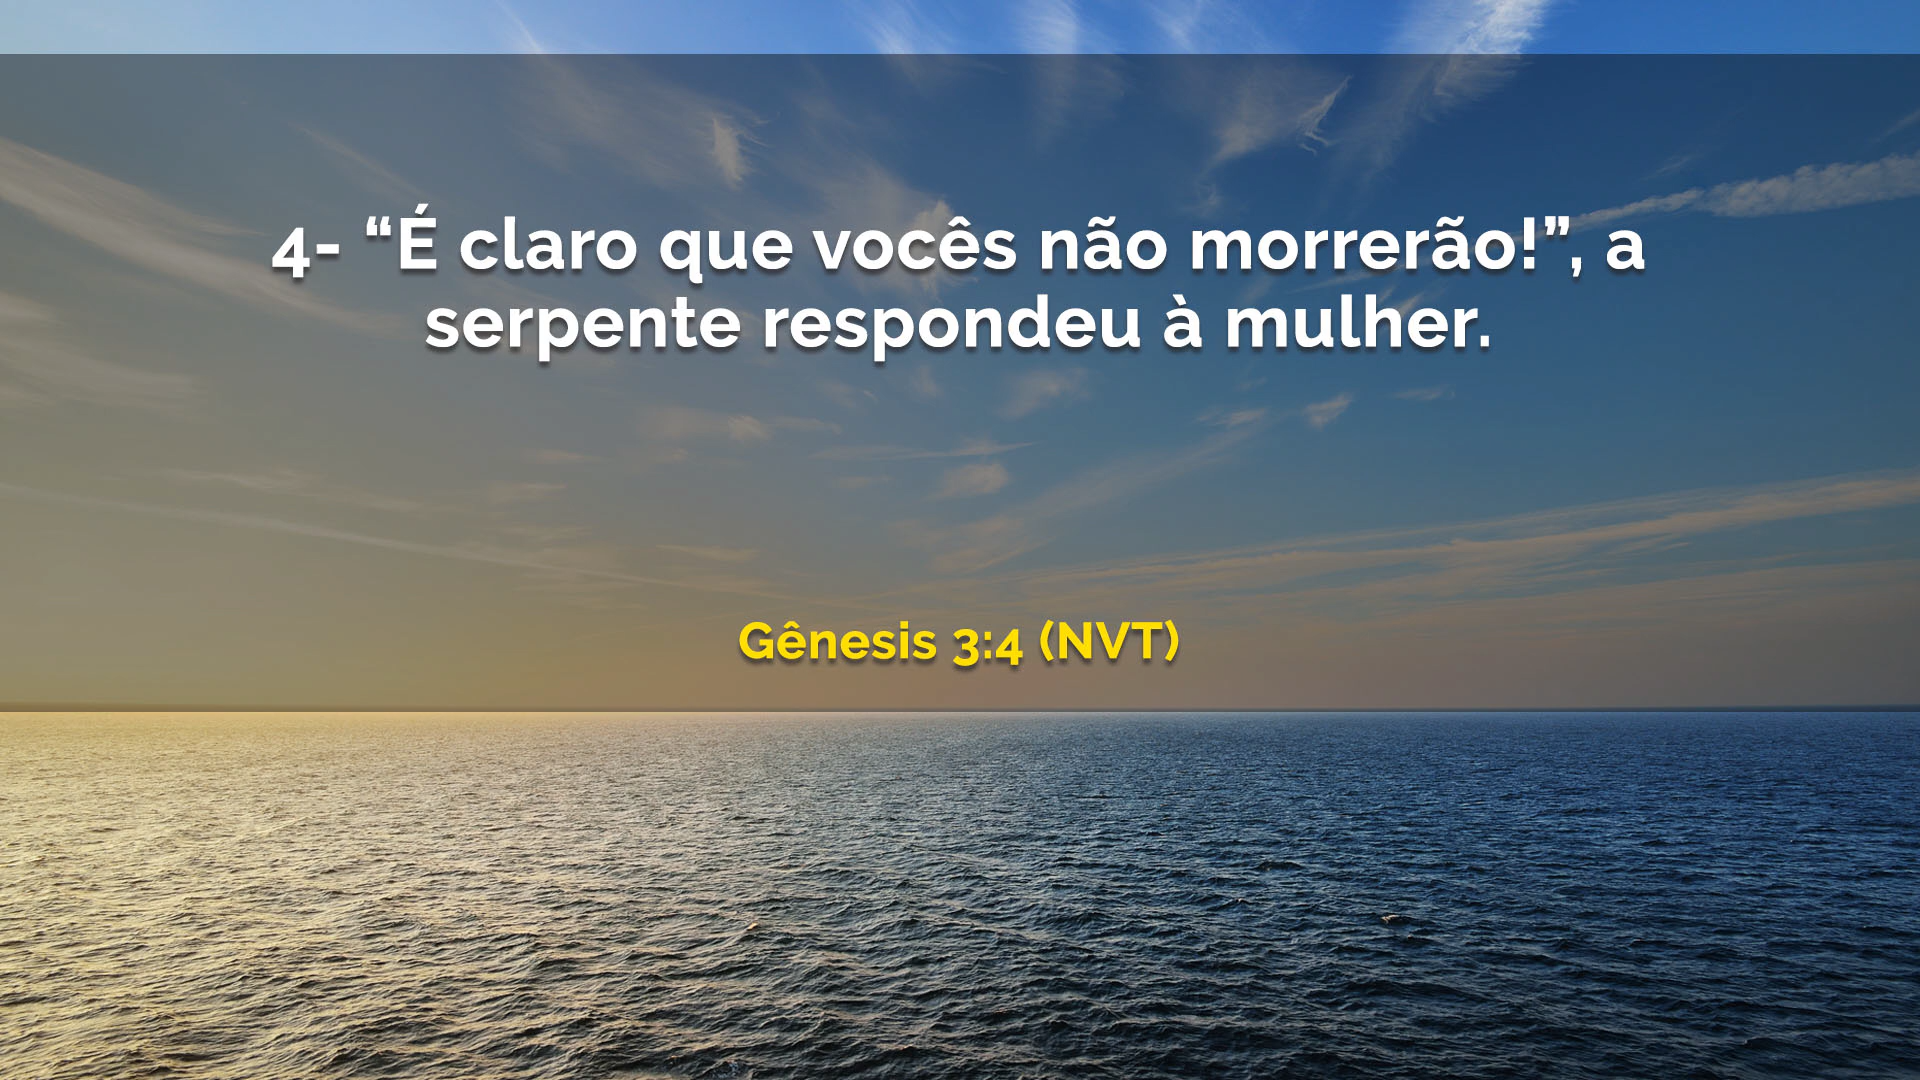 4- “É claro que vocês não morrerão!”, a
serpente respondeu à mulher.
Gênesis 3:4 (NVT)